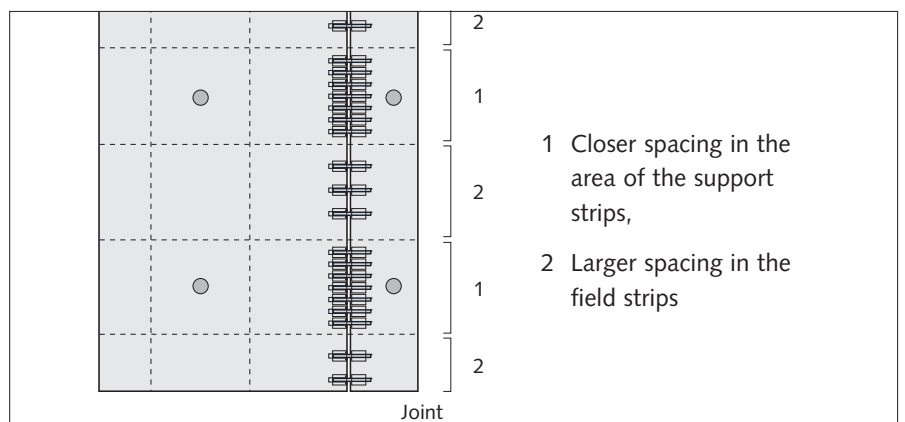 2
1
2
1
2
Joint
1 Closer spacing in the
area of the support
strips,
2 Larger spacing in the
field strips